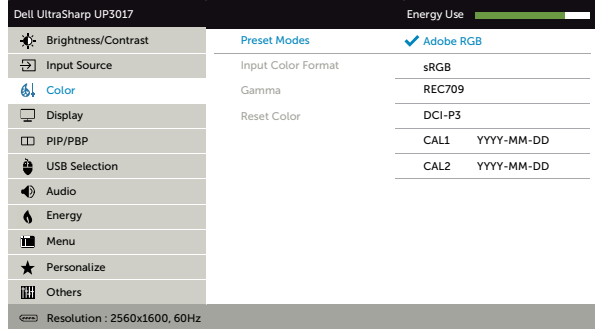 Dell UltraSharp UP3017 Energy Use
Brightness/Contrast Preset Modes Adobe RGB
Input Source Input Color Format sRGB
Color Gamma REC709
Display Reset Color DCI-P3
PIP/PBP CAL1 YYYY-MM-DD
USB Selection CAL2 YYYY-MM-DD
Audio
Energy
Menu
Personalize
Others
Resolution : 2560x1600, 60Hz